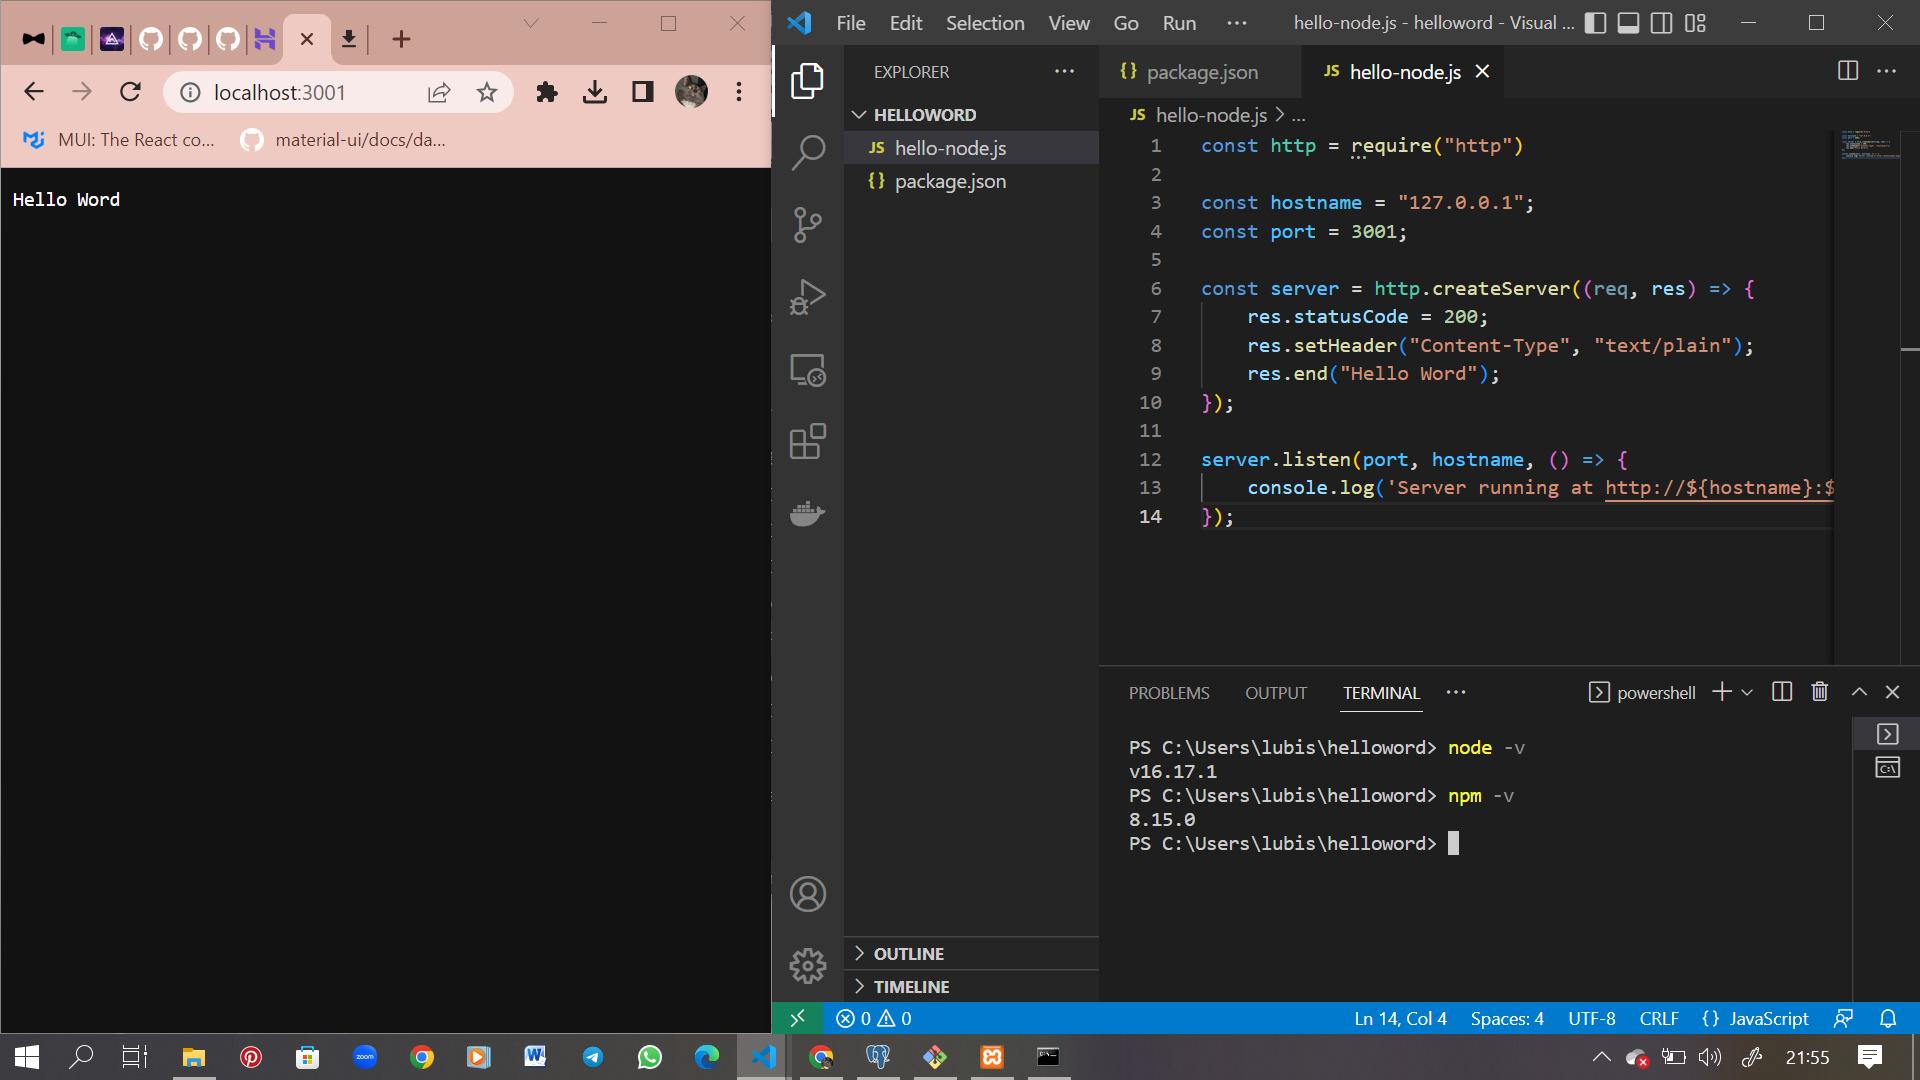 localhost:3001
MUI: The React co...
material-ui/docs/da...
Hello Word
File Edit Selection View Go Run ... hello-node.js - helloword - Visual ...
EXPLORER
HELLOWORD
JS hello-node.js
{} package.json
OUTLINE
TIMELINE
{} package.json
JS hello-node.js
JS hello-node.js > ...
1 const http = require("http")
2
3 const hostname = "127.0.0.1";
4 const port = 3001;
5
6 const server = http.createServer((req, res) => {
7 res.statusCode = 200;
8 res.setHeader("Content-Type", "text/plain");
9 res.end("Hello Word");
10 });
11
12 server.listen(port, hostname, () => {
13 console.log('Server running at http://${hostname}:$
14 });
PROBLEMS OUTPUT TERMINAL ... powershell
PS C:\Users\lubis\helloword> node -v
v16.17.1
PS C:\Users\lubis\helloword> npm -v
8.15.0
PS C:\Users\lubis\helloword>
0 0 Ln 14, Col 4 Spaces: 4 UTF-8 CRLF {} JavaScript
zoom
21:55